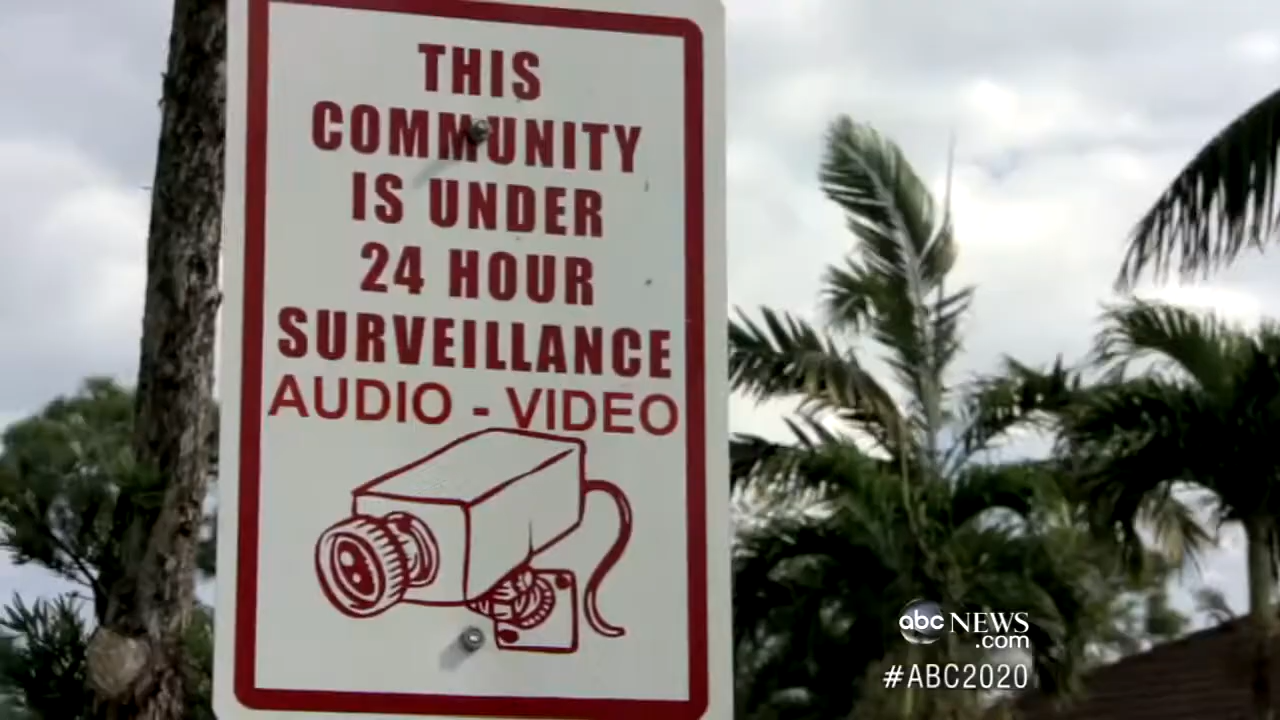 THIS
COMMUNITY
IS UNDER
24 HOUR
SURVEILLANCE
AUDIO - VIDEO
abc NEWS
.com
#ABC2020